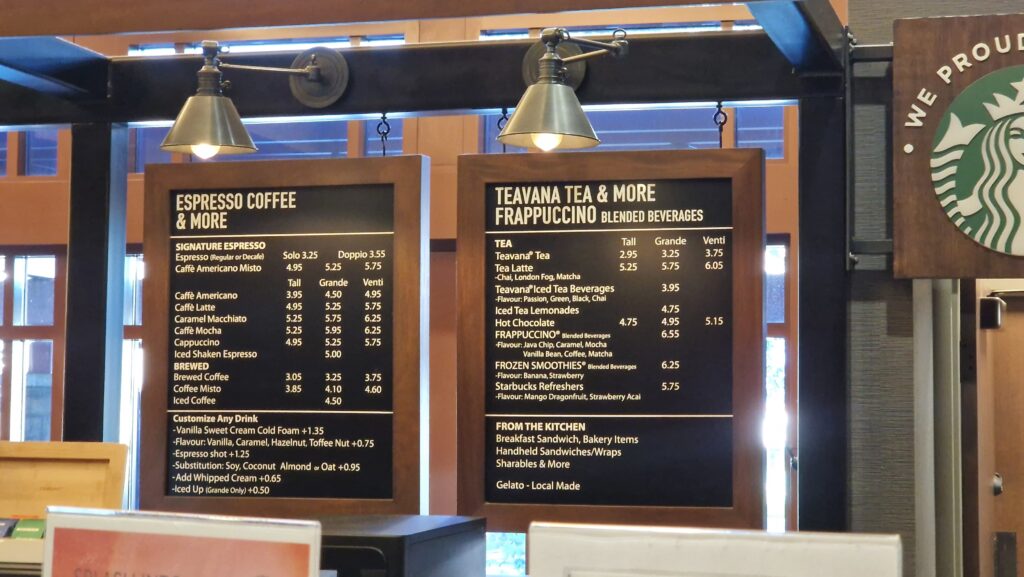 ESPRESSO COFFEE
& MORE
SIGNATURE ESPRESSO
Espresso (Regular or Decafe) Solo 3.25 Doppio 3.55
Caffè Americano Misto 4.95 5.25 5.75
Tall Grande Venti
Caffè Americano 3.95 4.50 4.95
Caffè Latte 4.95 5.25 5.75
Caramel Macchiato 5.25 5.75 6.25
Caffè Mocha 5.25 5.95 6.25
Cappuccino 4.95 5.25 5.75
Iced Shaken Espresso 5.00
BREWED
Brewed Coffee 3.05 3.25 3.75
Coffee Misto 3.85 4.10 4.60
Iced Coffee 4.50
Customize Any Drink
-Vanilla Sweet Cream Cold Foam +1.35
-Flavour: Vanilla, Caramel, Hazelnut, Toffee Nut +0.75
-Espresso shot +1.25
-Substitution: Soy, Coconut Almond or Oat +0.95
-Add Whipped Cream +0.65
-Iced Up (Grande Only) +0.50
TEAVANA TEA & MORE
FRAPPUCCINO BLENDED BEVERAGES
TEA Tall Grande Venti
Teavana® Tea 2.95 3.25 3.75
Tea Latte 5.25 5.75 6.05
-Chai, London Fog, Matcha
Teavana® Iced Tea Beverages 3.95
-Flavour: Passion, Green, Black, Chai
Iced Tea Lemonades 4.75
Hot Chocolate 4.75 4.95 5.15
FRAPPUCCINO® Blended Beverages 6.55
-Flavour: Java Chip, Caramel, Mocha
Vanilla Bean, Coffee, Matcha
FROZEN SMOOTHIES® Blended Beverages 6.25
-Flavour: Banana, Strawberry
Starbucks Refreshers 5.75
-Flavour: Mango Dragonfruit, Strawberry Acai
FROM THE KITCHEN
Breakfast Sandwich, Bakery Items
Handheld Sandwiches/Wraps
Sharables & More
Gelato - Local Made
WE PROUD